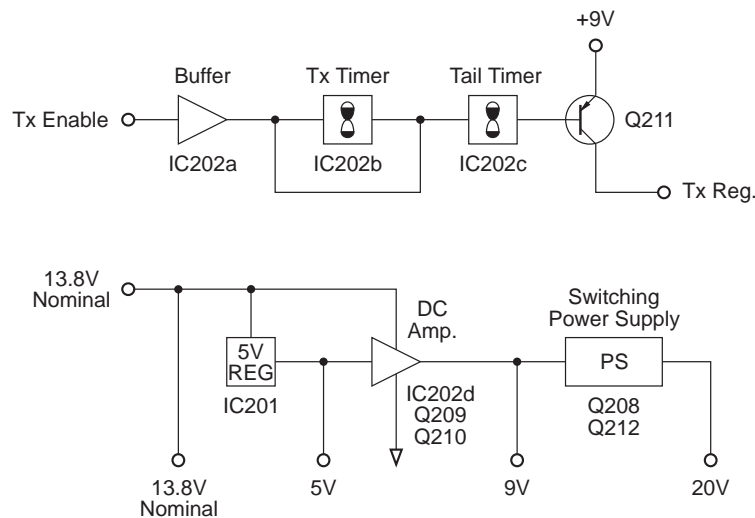 +9V
Buffer
Tx Timer
Tail Timer
Tx Enable
Q211
IC202a
IC202b
IC202c
Tx Reg.
13.8V
Nominal
DC
Amp.
Switching
Power Supply
5V
REG
PS
IC201
IC202d
Q209
Q210
Q208
Q212
13.8V
Nominal
5V
9V
20V